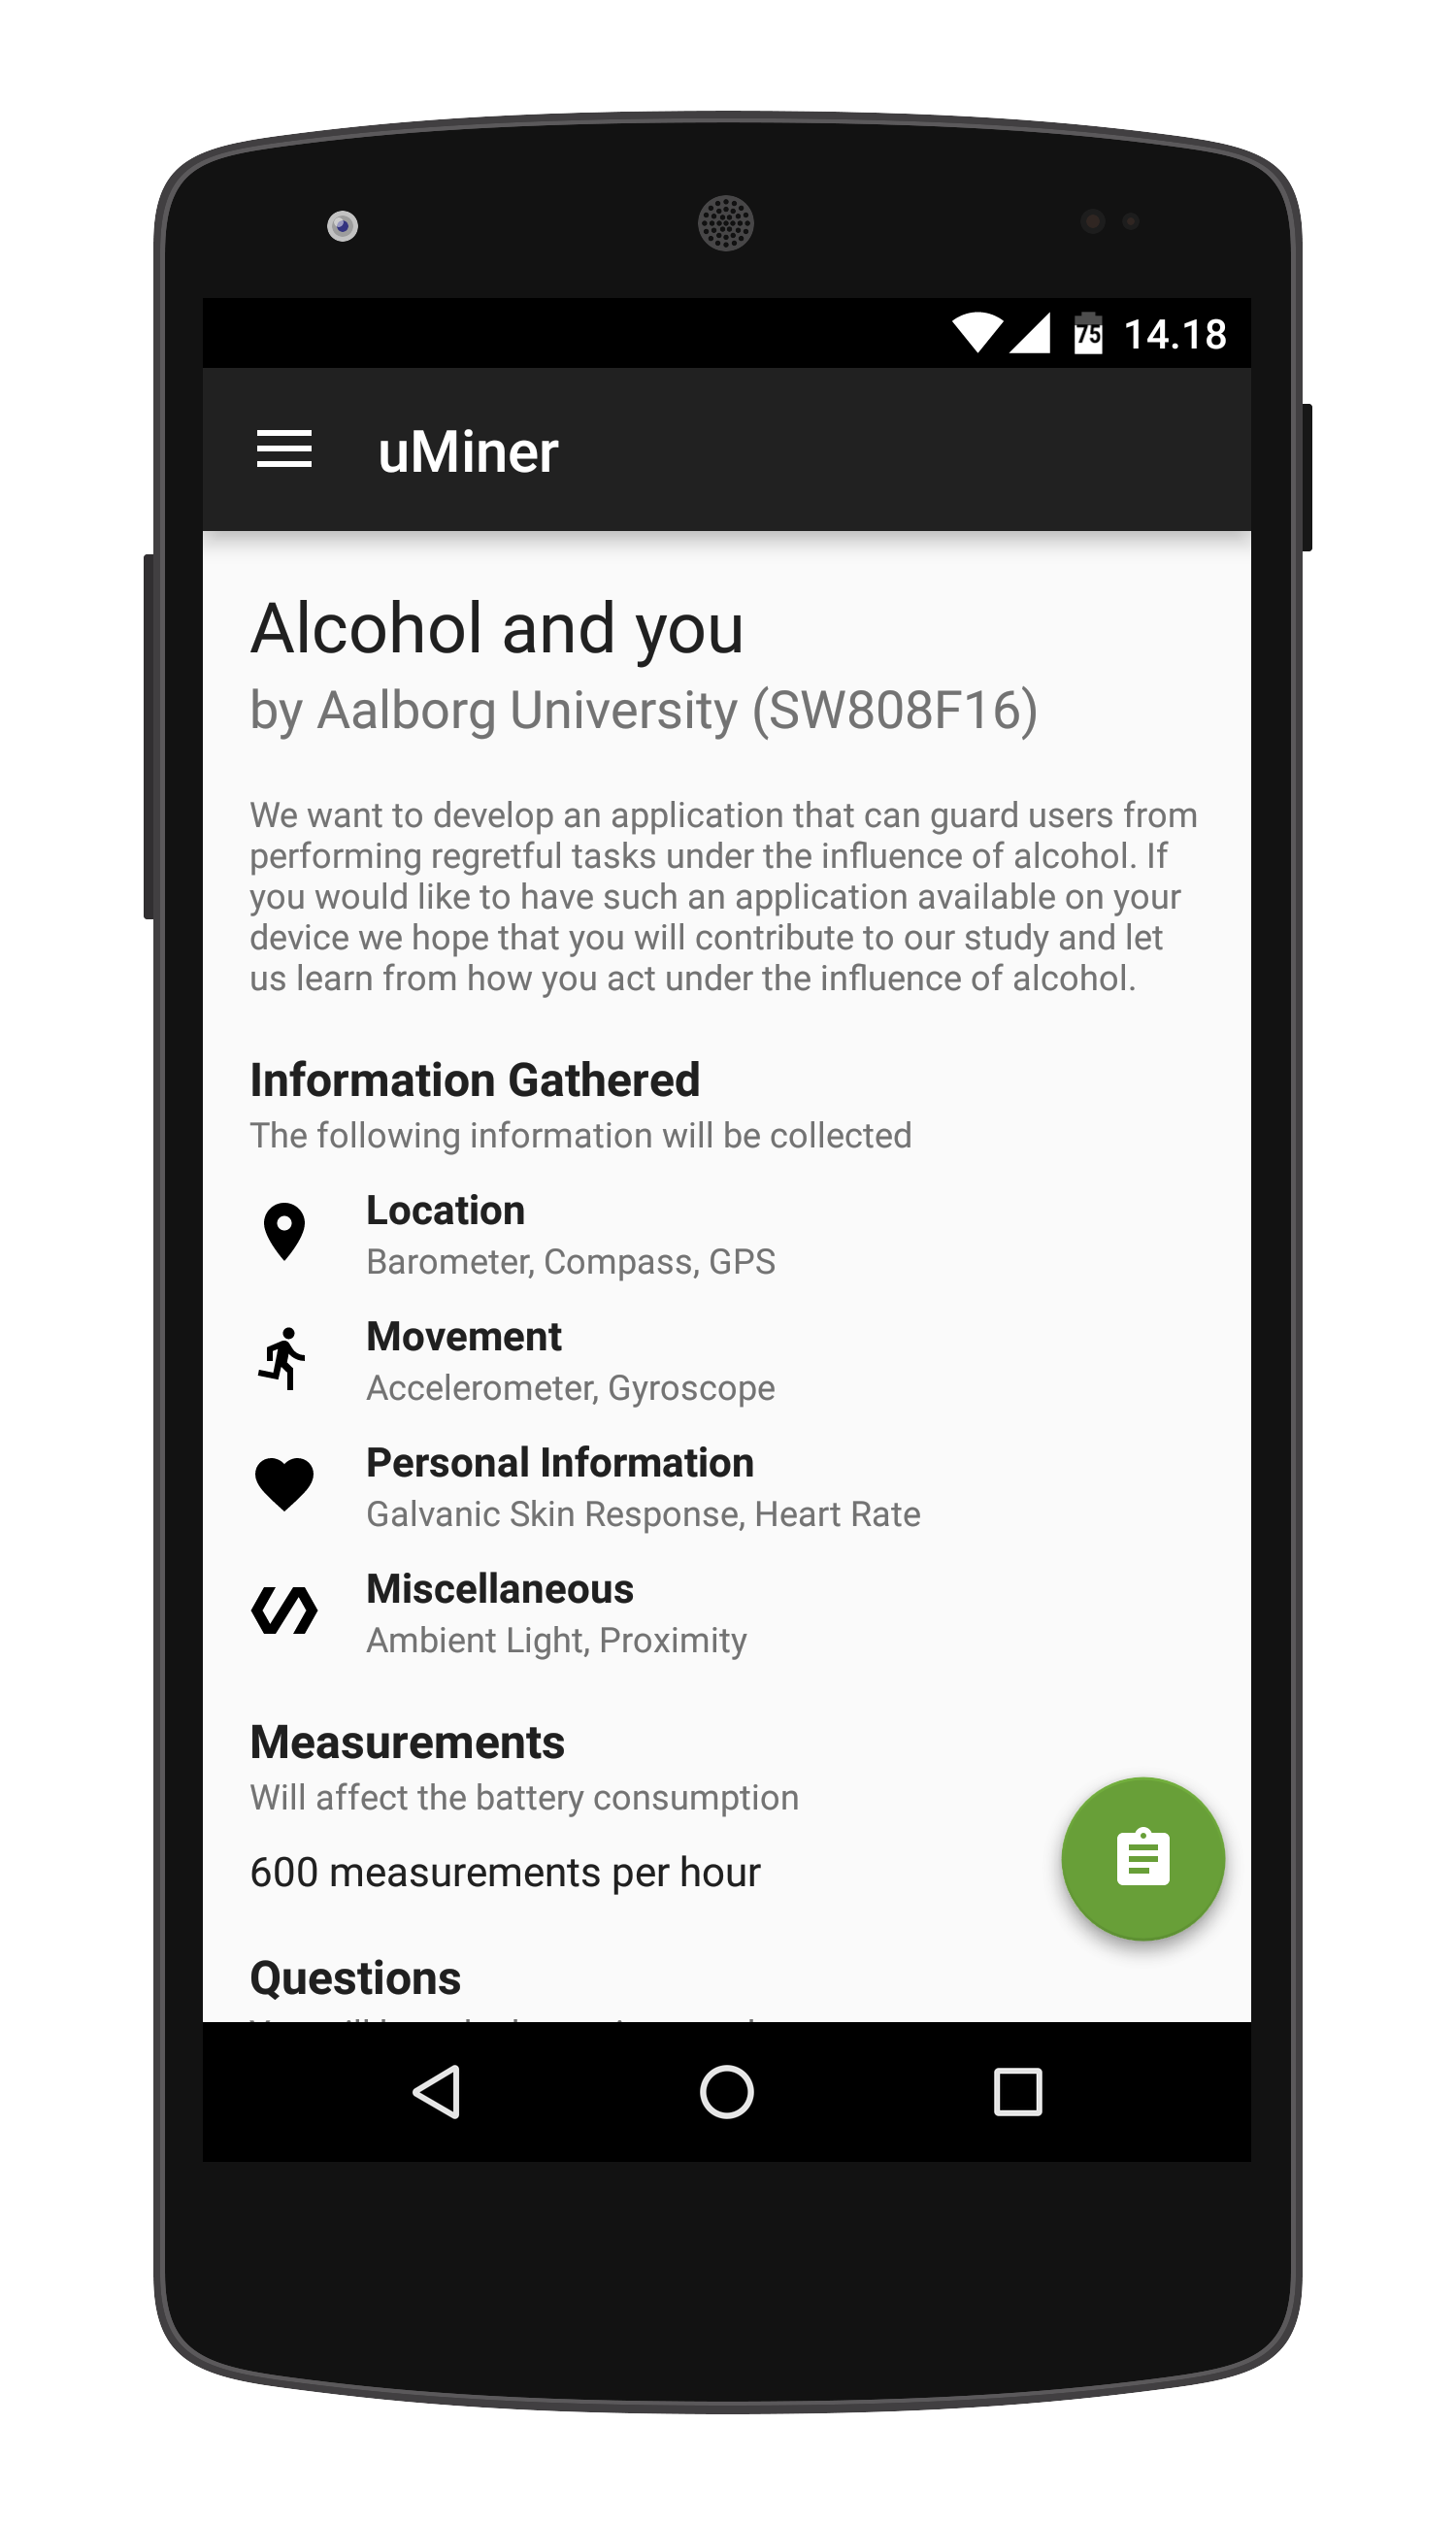 75 14.18
uMiner
Alcohol and you
by Aalborg University (SW808F16)
We want to develop an application that can guard users from
performing regretful tasks under the influence of alcohol. If
you would like to have such an application available on your
device we hope that you will contribute to our study and let
us learn from how you act under the influence of alcohol.
Information Gathered
The following information will be collected
Location
Barometer, Compass, GPS
Movement
Accelerometer, Gyroscope
Personal Information
Galvanic Skin Response, Heart Rate
Miscellaneous
Ambient Light, Proximity
Measurements
Will affect the battery consumption
600 measurements per hour
Questions